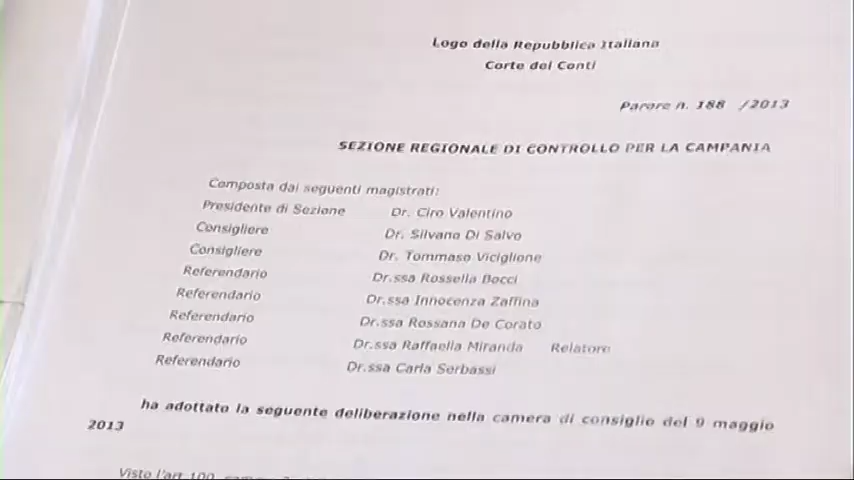 Logo della Repubblica Italiana
Corte dei Conti
Parere n. 188 /2013
SEZIONE REGIONALE DI CONTROLLO PER LA CAMPANIA
Composta dai seguenti magistrati:
Presidente di Sezione Dr. Ciro Valentino
Consigliere Dr. Silvano Di Salvo
Consigliere Dr. Tommaso Viciglione
Referendario Dr.ssa Rossella Bocci
Referendario Dr.ssa Innocenza Zaffina
Referendario Dr.ssa Rossana De Corato
Referendario Dr.ssa Raffaella Miranda Relatore
Referendario Dr.ssa Carla Serbassi
ha adottato la seguente deliberazione nella camera di consiglio del 9 maggio
2013
Visto l'art 100,